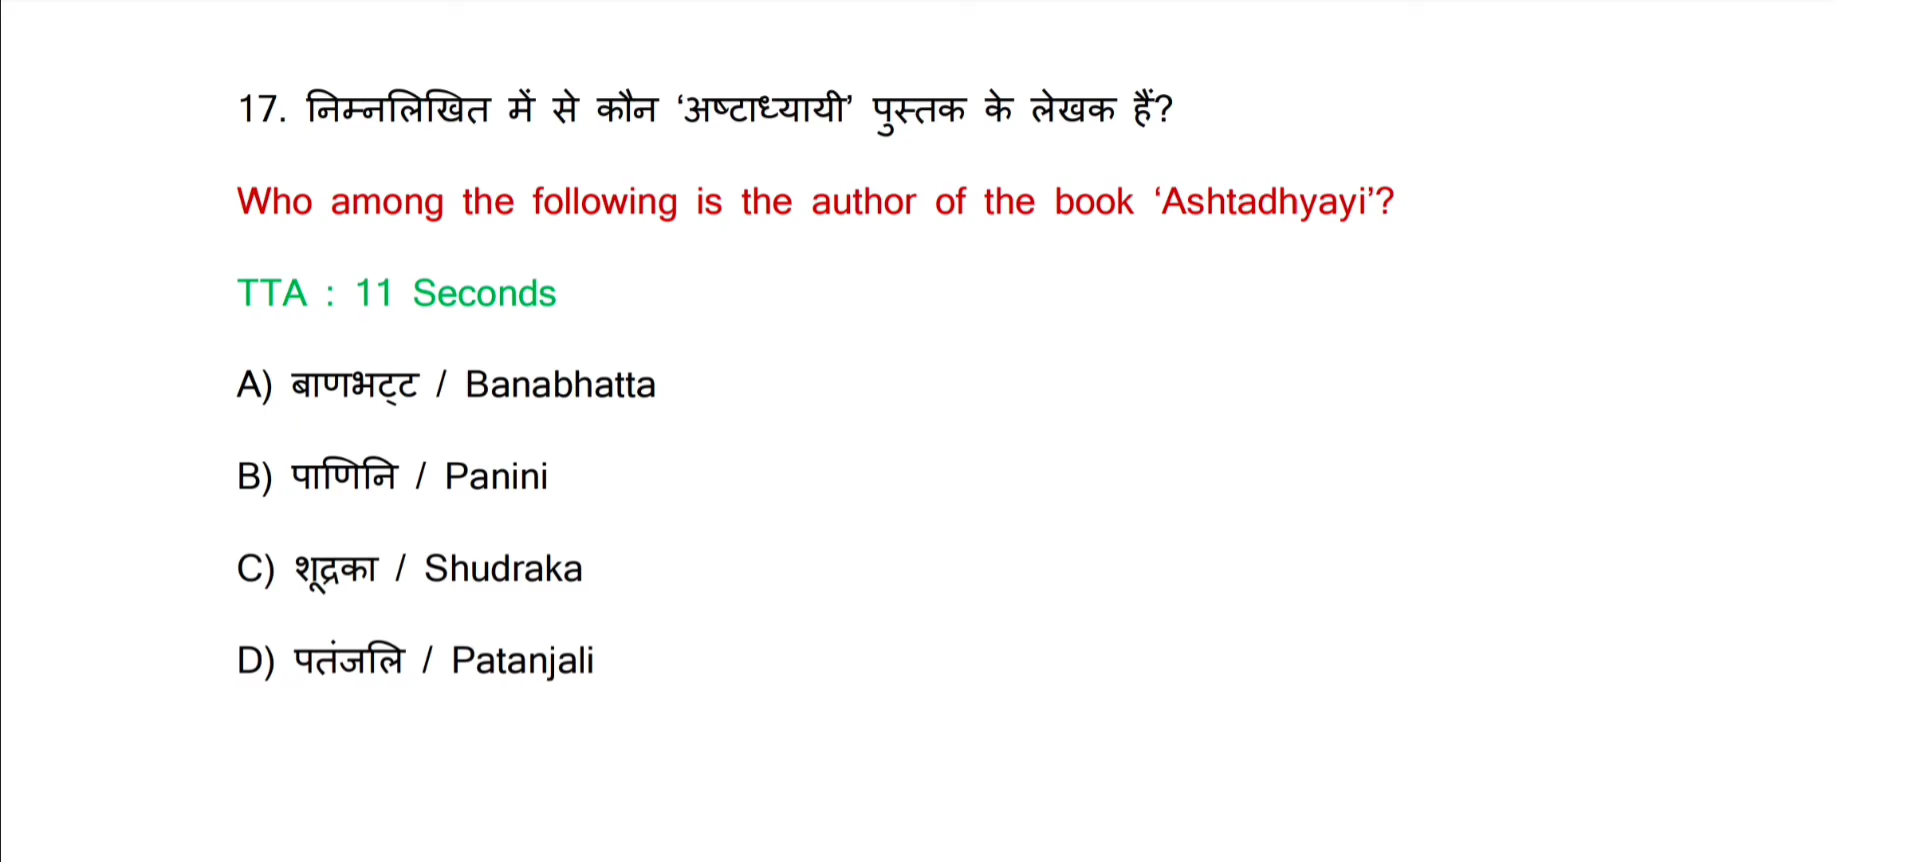 17. निम्नलिखित में से कौन ‘अष्टाध्यायी’ पुस्तक के लेखक हैं?
Who among the following is the author of the book ‘Ashtadhyayi’?
TTA : 11 Seconds
A) बाणभट्ट / Banabhatta
B) पाणिनि / Panini
C) शूद्रका / Shudraka
D) पतंजलि / Patanjali